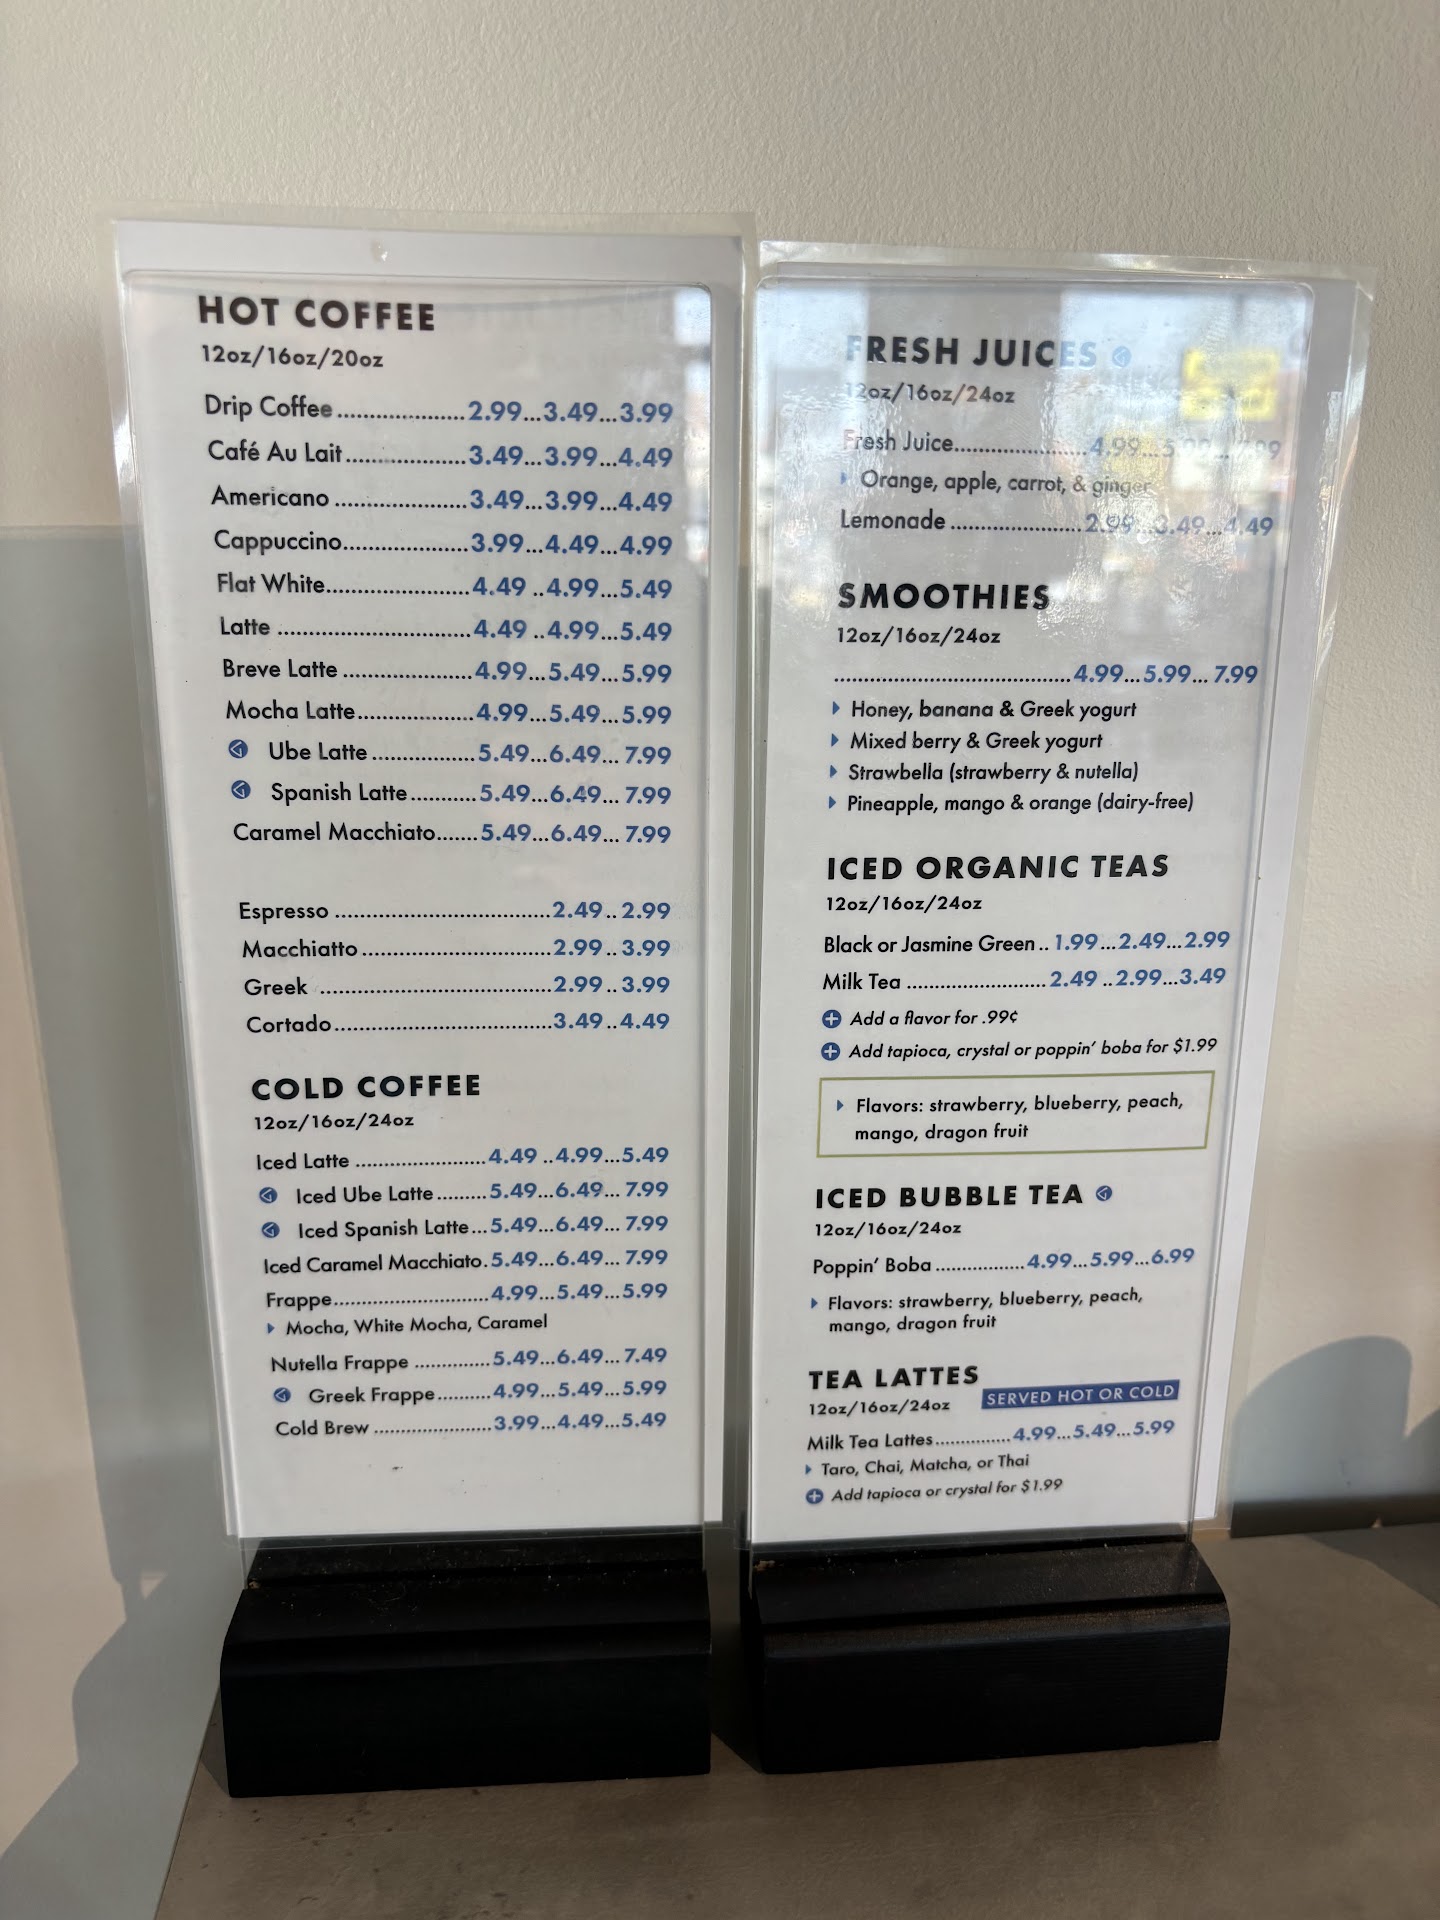 HOT COFFEE
12oz/16oz/20oz
Drip Coffee.....................2.99...3.49...3.99
Café Au Lait....................3.49...3.99...4.49
Americano ......................3.49...3.99...4.49
Cappuccino.....................3.99...4.49...4.99
Flat White........................4.49 ..4.99...5.49
Latte ................................4.49 ..4.99...5.49
Breve Latte .....................4.99...5.49...5.99
Mocha Latte...................4.99...5.49...5.99
Ube Latte .................5.49...6.49... 7.99
Spanish Latte...........5.49...6.49... 7.99
Caramel Macchiato.......5.49...6.49... 7.99
Espresso ....................................2.49.. 2.99
Macchiatto ................................2.99.. 3.99
Greek .......................................2.99.. 3.99
Cortado.....................................3.49.. 4.49
COLD COFFEE
12oz/16oz/24oz
Iced Latte .......................4.49 ..4.99...5.49
Iced Ube Latte .........5.49...6.49... 7.99
Iced Spanish Latte...5.49...6.49... 7.99
Iced Caramel Macchiato.5.49...6.49... 7.99
Frappe............................4.99...5.49...5.99
Mocha, White Mocha, Caramel
Nutella Frappe ..............5.49...6.49... 7.49
Greek Frappe..........4.99...5.49...5.99
Cold Brew ......................3.99...4.49...5.49
FRESH JUICES
12oz/16oz/24oz
Fresh Juice........................4.99...5.99...7.99
Orange, apple, carrot, & ginger
Lemonade ........................2.99...3.49...4.49
SMOOTHIES
12oz/16oz/24oz
.........................................4.99...5.99... 7.99
Honey, banana & Greek yogurt
Mixed berry & Greek yogurt
Strawbella (strawberry & nutella)
Pineapple, mango & orange (dairy-free)
ICED ORGANIC TEAS
12oz/16oz/24oz
Black or Jasmine Green .. 1.99...2.49...2.99
Milk Tea .........................2.49 ..2.99...3.49
Add a flavor for .99¢
Add tapioca, crystal or poppin' boba for $1.99
Flavors: strawberry, blueberry, peach,
mango, dragon fruit
ICED BUBBLE TEA
12oz/16oz/24oz
Poppin' Boba .................4.99...5.99...6.99
Flavors: strawberry, blueberry, peach,
mango, dragon fruit
TEA LATTES
SERVED HOT OR COLD
12oz/16oz/24oz
Milk Tea Lattes..............4.99...5.49...5.99
Taro, Chai, Matcha, or Thai
Add tapioca or crystal for $1.99